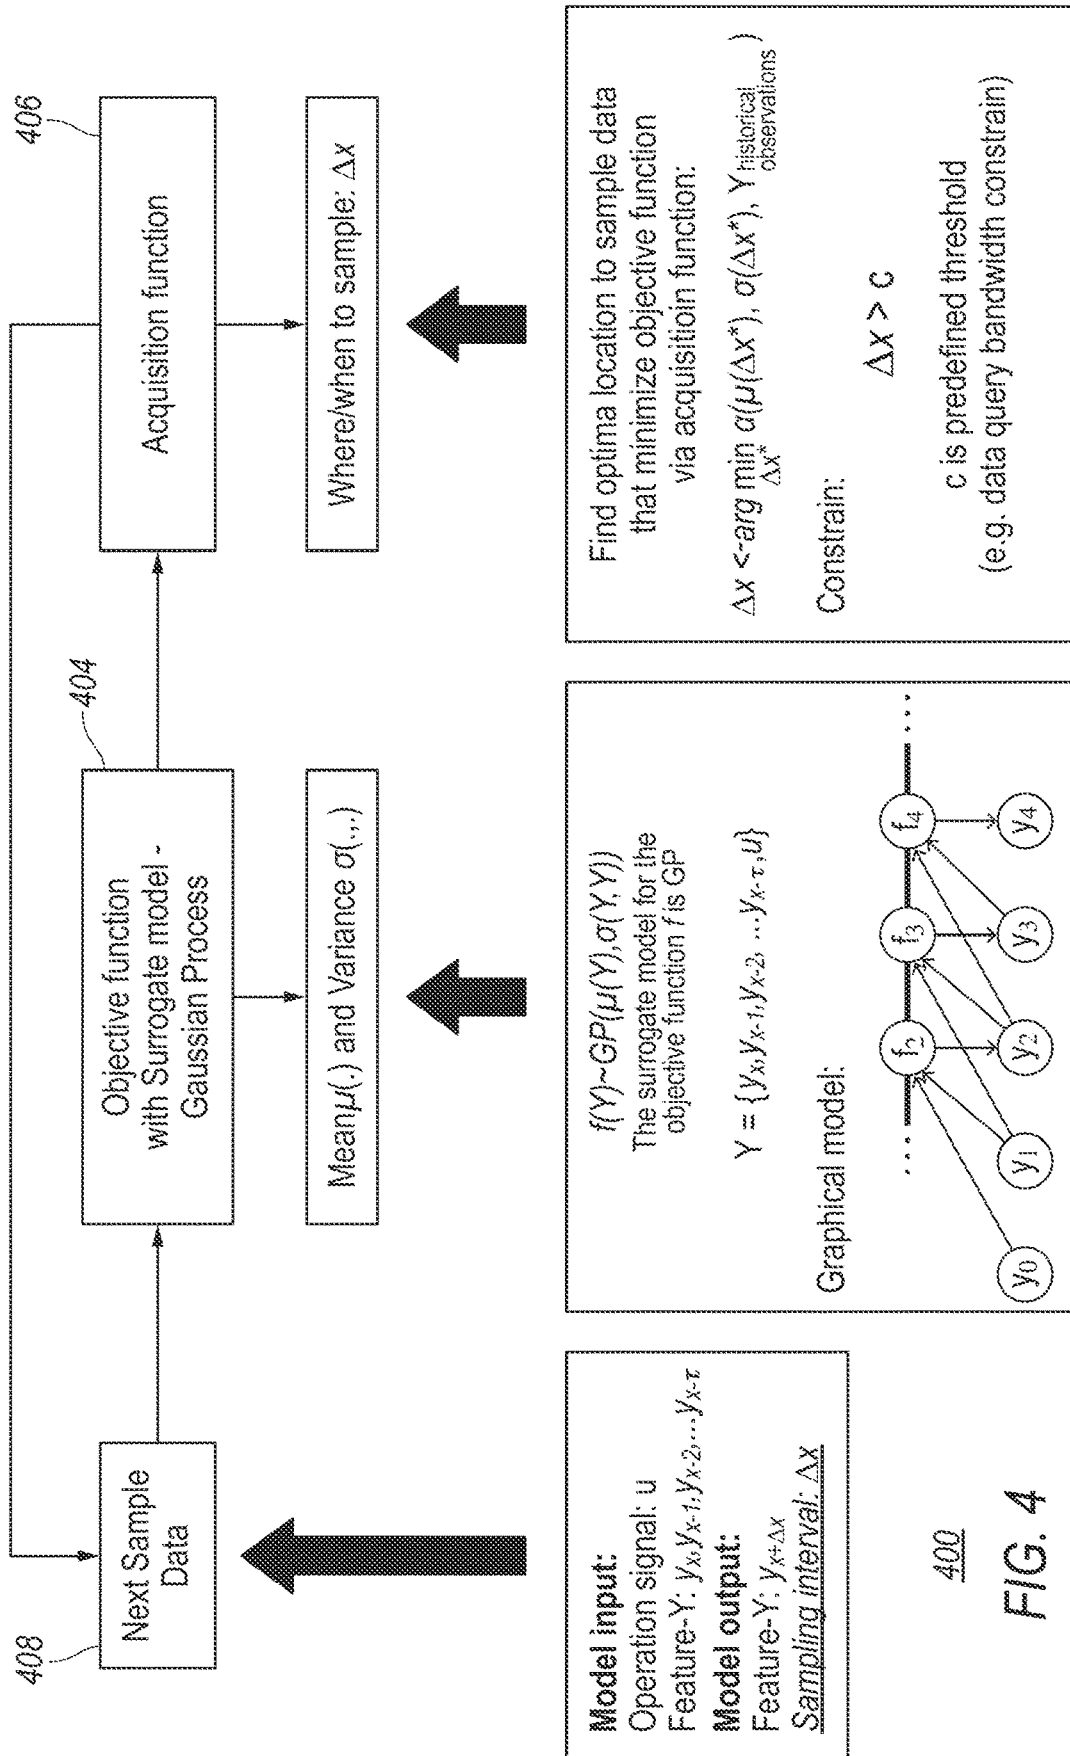 408
Next Sample
Data
404
Objective function
with Surrogate model -
Gaussian Process
Meanμ(.) and Variance σ(.,.)
406
Acquisition function
Where/when to sample: Δx
Model input:
Operation signal: u
Feature-Y: yx,yx-1,yx-2,...yx-τ
Model output:
Feature-Y: yx+Δx
Sampling interval: Δx
f(Y)~GP(μ(Y),σ(Y,Y))
The surrogate model for the
objective function f is GP
Y = {yx,yx-1,yx-2, ...yx-τ,u}
Graphical model:
.... f2 f3 f4 ....
y0 y1 y2 y3 y4
Find optima location to sample data
that minimize objective function
via acquisition function:
Δx <-arg min α(μ(Δx*), σ(Δx*), Yhistorical )
Δx* observations
Constrain:
Δx > c
c is predefined threshold
(e.g. data query bandwidth constrain)
400
FIG. 4